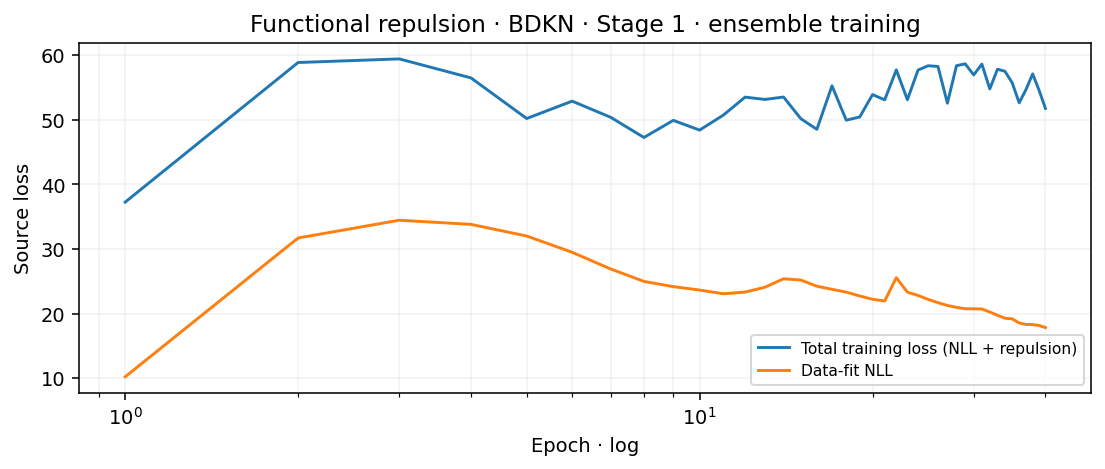 Functional repulsion · BDKN · Stage 1 · ensemble training
Source loss
60
50
40
30
20
10
Total training loss (NLL + repulsion)
Data-fit NLL
10⁰
10¹
Epoch · log